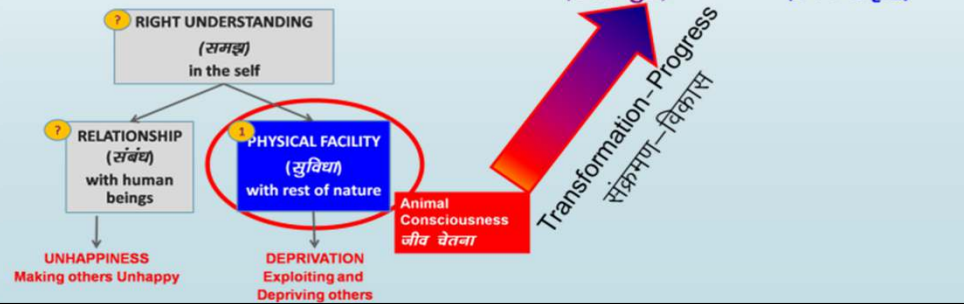 ?
RIGHT UNDERSTANDING
(समझ)
in the self
?
RELATIONSHIP
(संबंध)
with human
beings
1
PHYSICAL FACILITY
(सुविधा)
with rest of nature
UNHAPPINESS
Making others Unhappy
DEPRIVATION
Exploiting and
Depriving others
Animal
Consciousness
जीव चेतना
Transformation-Progress
संक्रमण-विकास